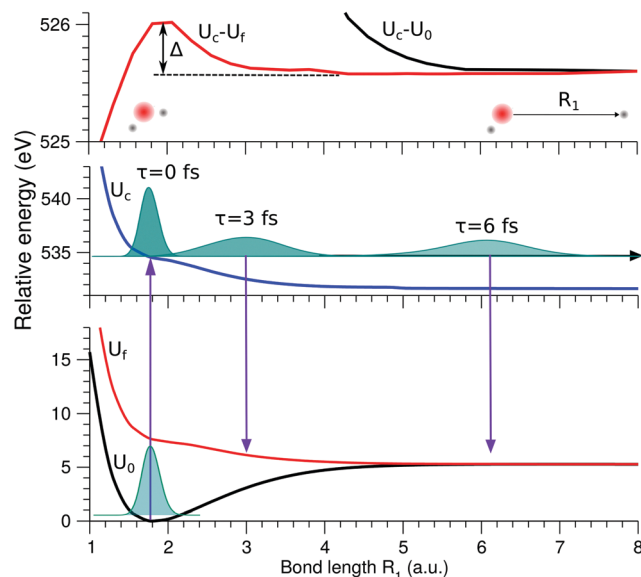 526
U_c-U_f
U_c-U_0
Δ
R_1
525
Relative energy (eV)
τ=0 fs
U_c
540
τ=3 fs
τ=6 fs
535
U_f
15
10
U_0
5
0
1 2 3 4 5 6 7 8
Bond length R_1 (a.u.)